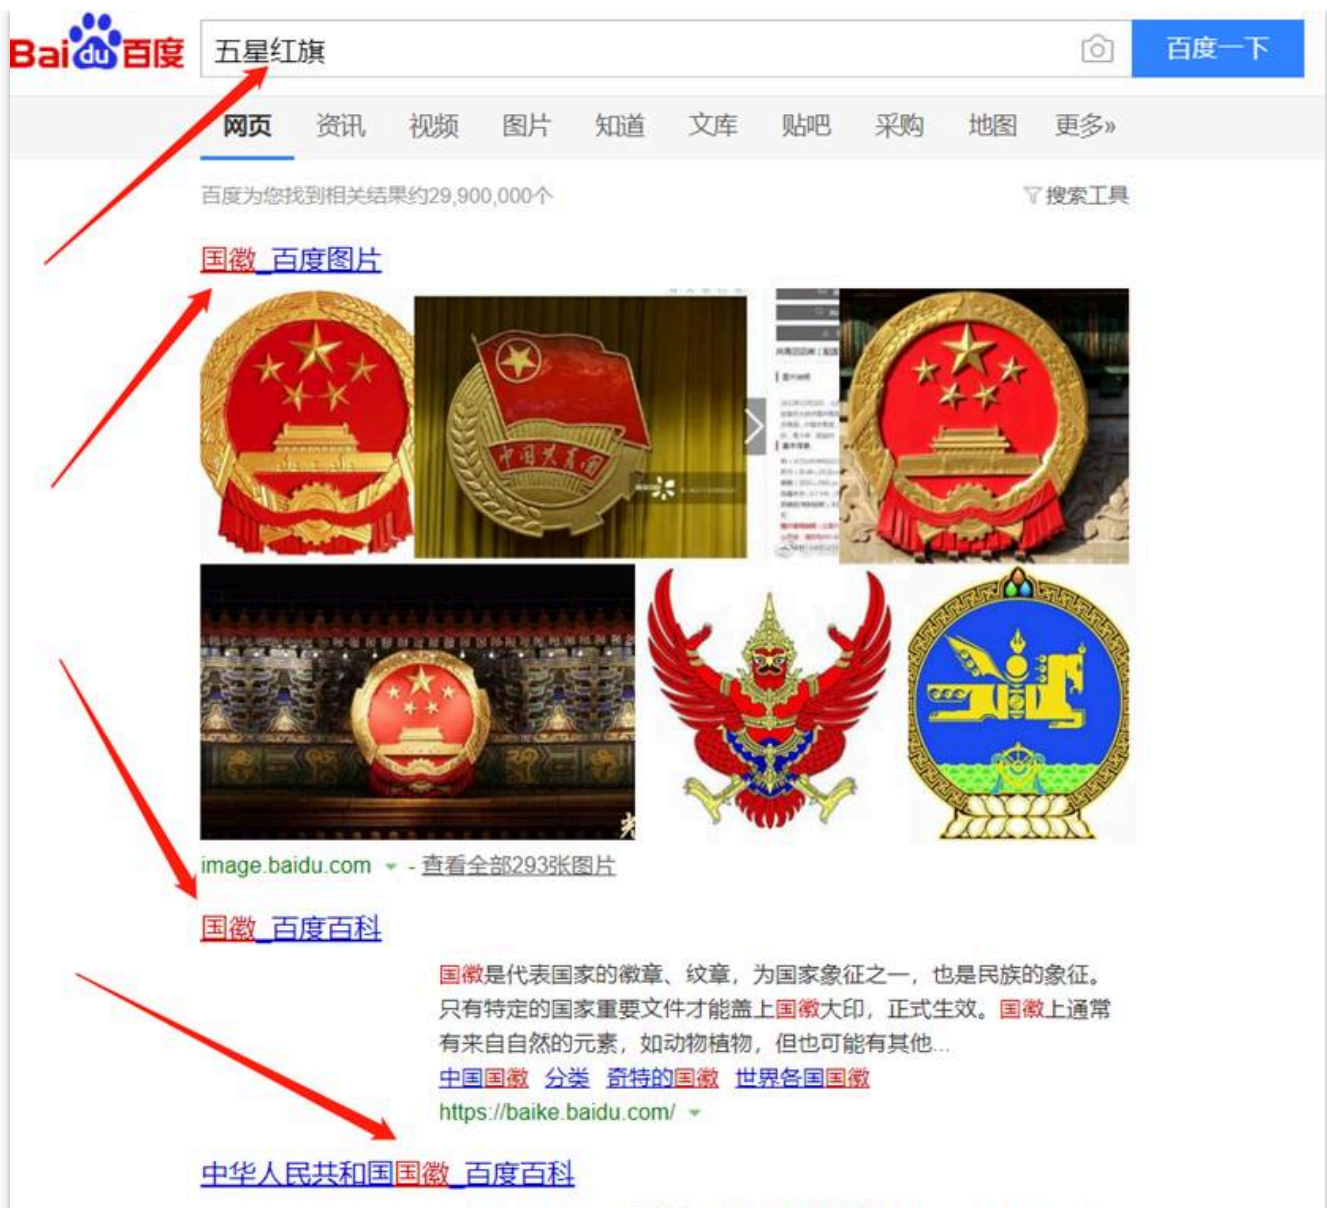 Bai du 百度
五星红旗
百度一下
网页 资讯 视频 图片 知道 文库 贴吧 采购 地图 更多»
百度为您找到相关结果约29,900,000个
搜索工具
国徽_百度图片
中国共青团
image.baidu.com - 查看全部293张图片
国徽_百度百科
国徽是代表国家的徽章、纹章，为国家象征之一，也是民族的象征。
只有特定的国家重要文件才能盖上国徽大印，正式生效。国徽上通常
有来自自然的元素，如动物植物，但也可能有其他...
中国国徽 分类 奇特的国徽 世界各国国徽
https://baike.baidu.com/
中华人民共和国国徽_百度百科